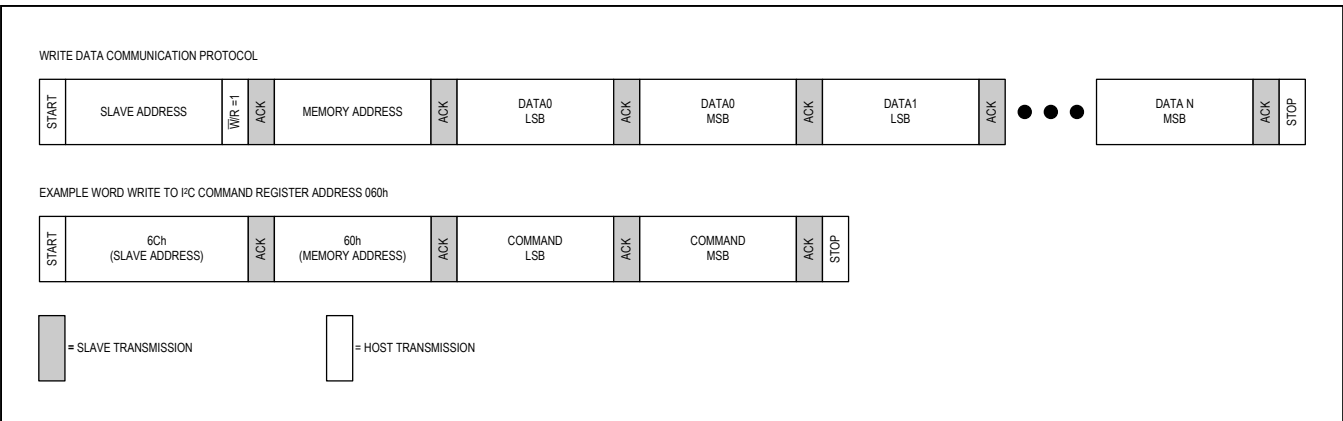 WRITE DATA COMMUNICATION PROTOCOL
START
SLAVE ADDRESS
W̅/R =1
ACK
MEMORY ADDRESS
ACK
DATA0
LSB
ACK
DATA0
MSB
ACK
DATA1
LSB
ACK
DATA N
MSB
ACK
STOP
EXAMPLE WORD WRITE TO I²C COMMAND REGISTER ADDRESS 060h
START
6Ch
(SLAVE ADDRESS)
ACK
60h
(MEMORY ADDRESS)
ACK
COMMAND
LSB
ACK
COMMAND
MSB
ACK
STOP
= SLAVE TRANSMISSION
= HOST TRANSMISSION